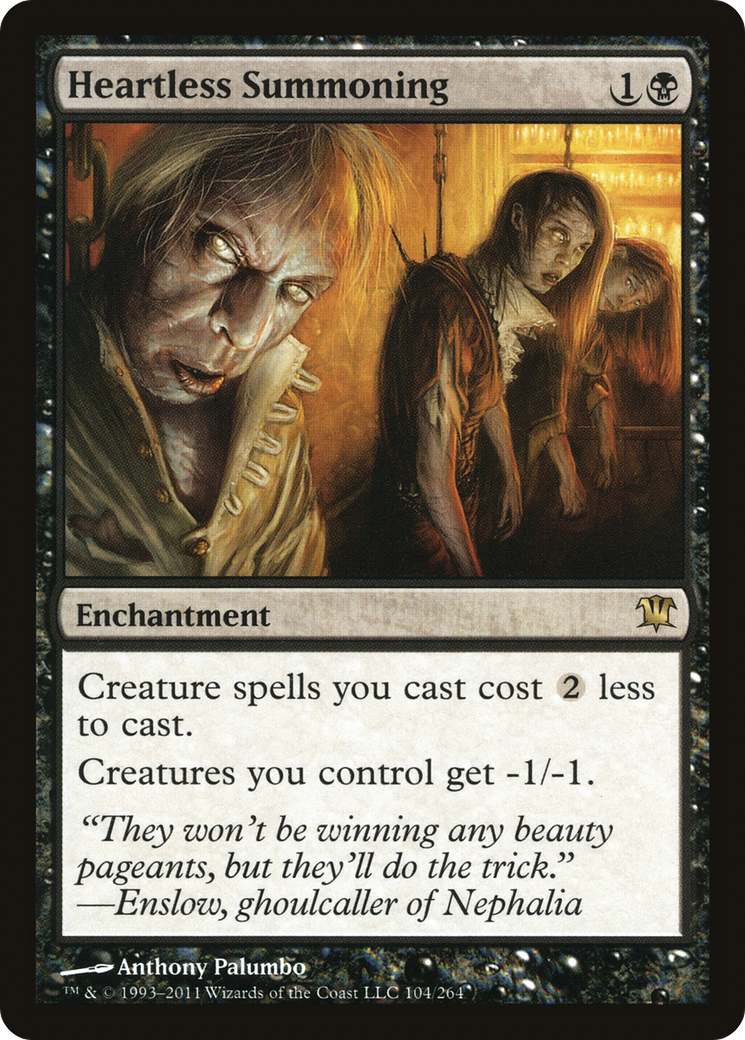 Heartless Summoning 1
Enchantment
Creature spells you cast cost 2 less
to cast.
Creatures you control get -1/-1.
“They won’t be winning any beauty
pageants, but they’ll do the trick.”
—Enslow, ghoulcaller of Nephalia
Anthony Palumbo
™ & © 1993–2011 Wizards of the Coast LLC 104/264